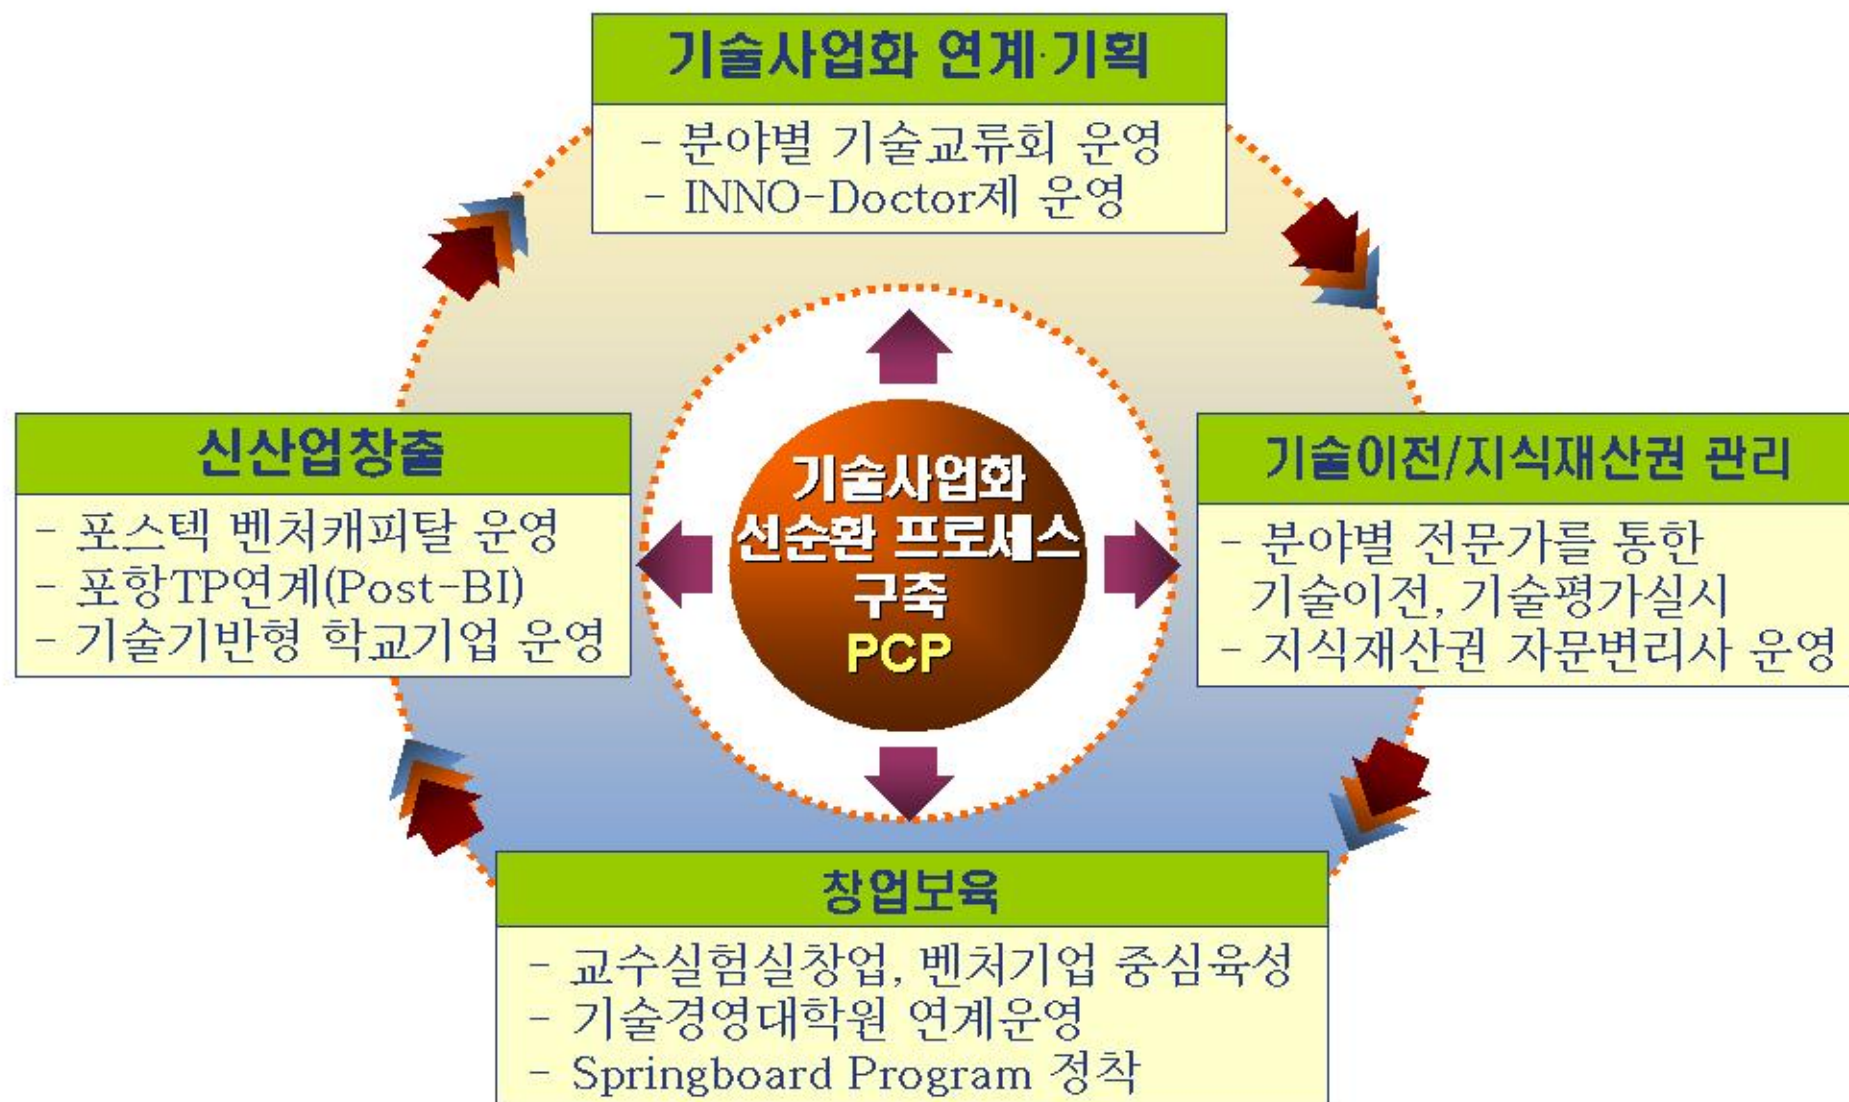 기술사업화 연계·기획
- 분야별 기술교류회 운영
- INNO-Doctor제 운영
신산업창출
- 포스텍 벤처캐피탈 운영
- 포항TP연계(Post-BI)
- 기술기반형 학교기업 운영
기술사업화
선순환 프로세스
구축
PCP
기술이전/지식재산권 관리
- 분야별 전문가를 통한
기술이전, 기술평가실시
- 지식재산권 자문변리사 운영
창업보육
- 교수실험실창업, 벤처기업 중심육성
- 기술경영대학원 연계운영
- Springboard Program 정착